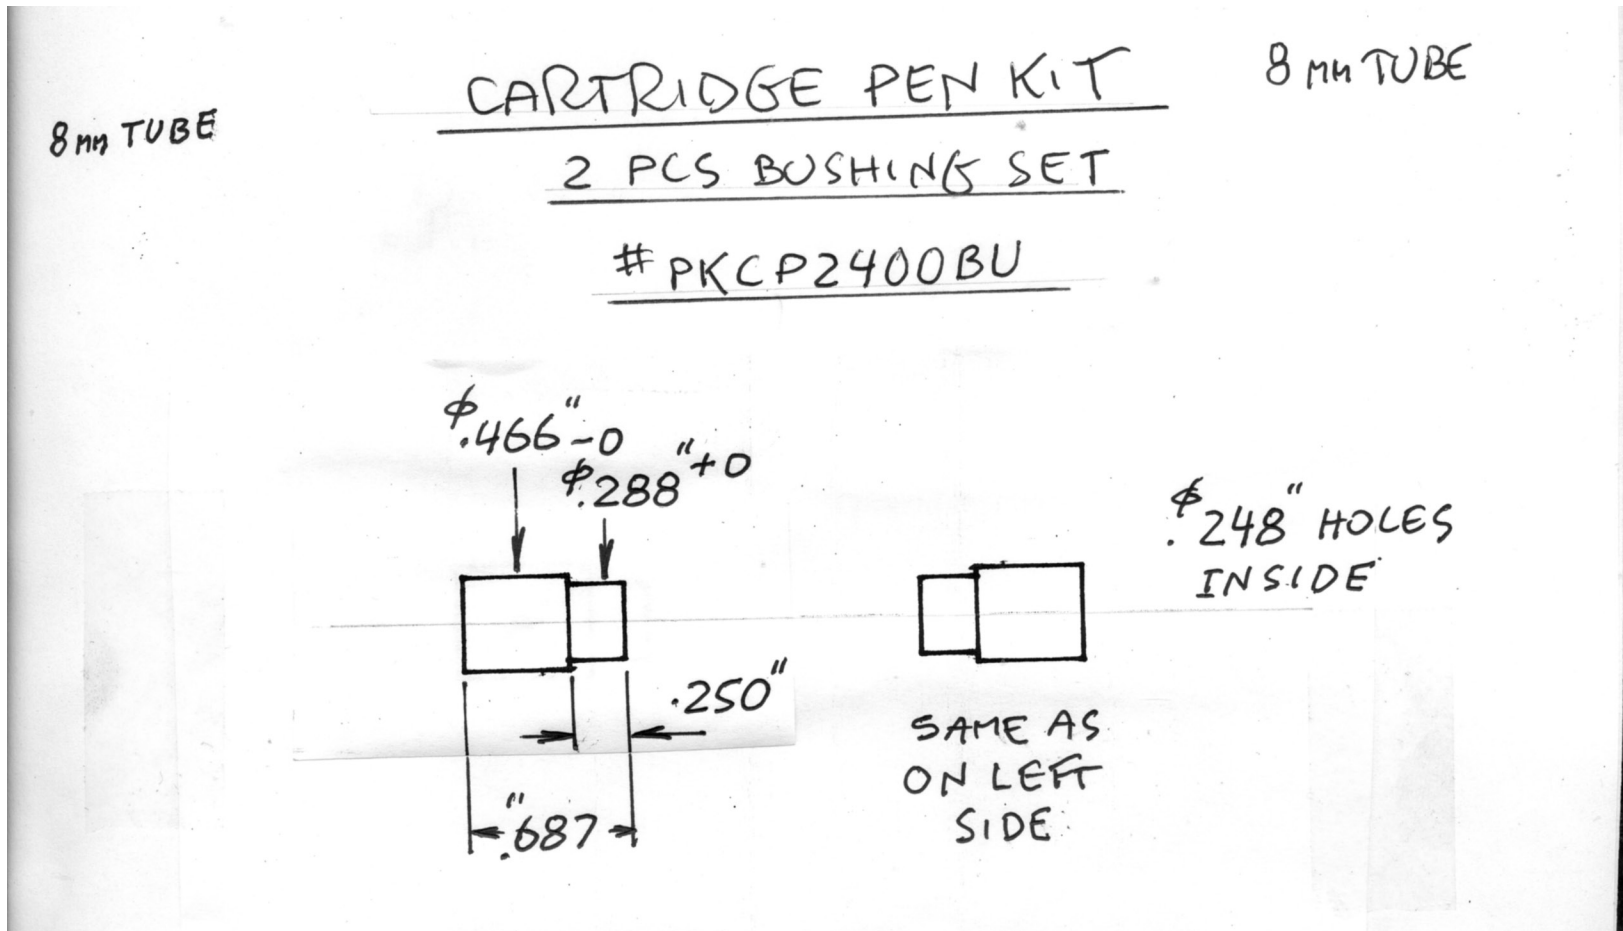 CARTRIDGE PEN KIT
8 mm TUBE
8 mm TUBE
2 PCS BUSHING SET
#PKCP2400BU
ϕ.466"-0
ϕ.288"+0
ϕ.248" HOLES
INSIDE
.250"
.687"
SAME AS
ON LEFT
SIDE